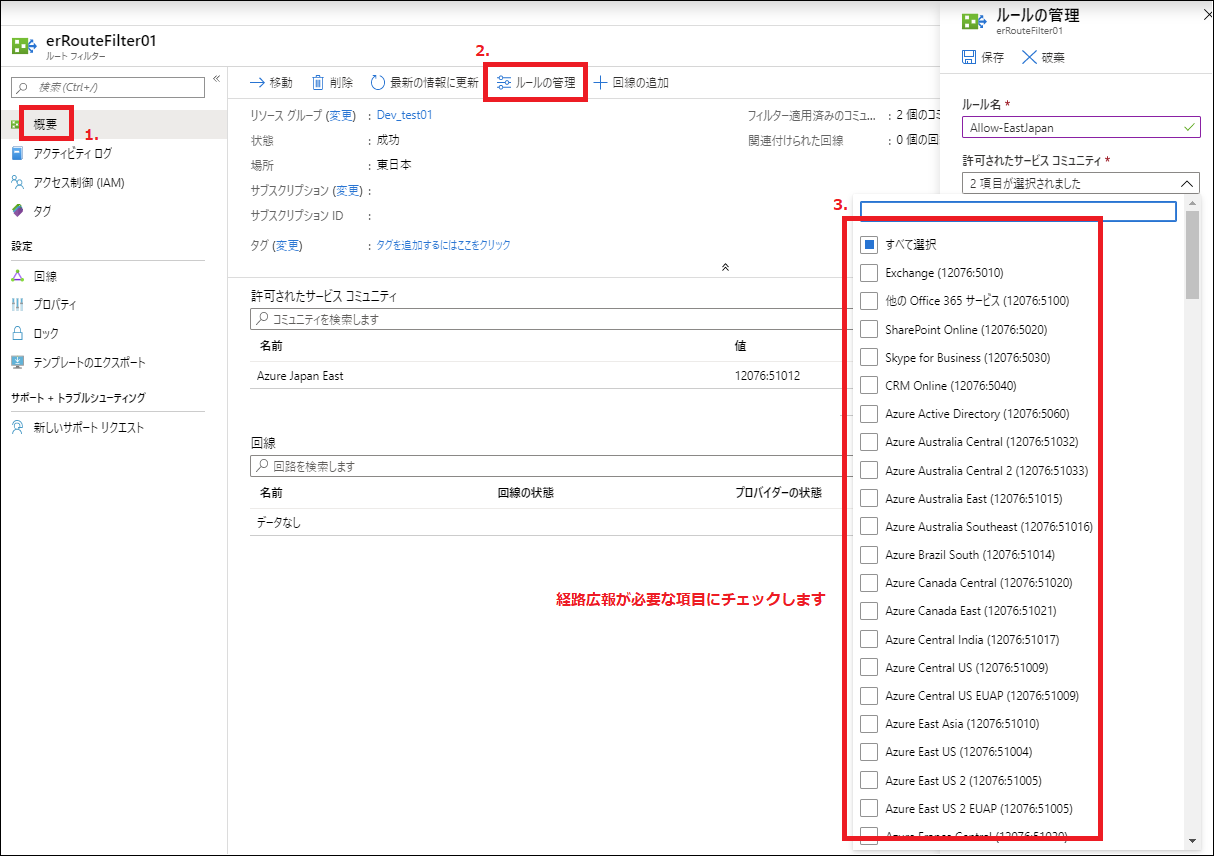 erRouteFilter01
ルート フィルター
検索 (Ctrl+/)
«
概要
1.
アクティビティ ログ
アクセス制御 (IAM)
タグ
設定
回線
プロパティ
ロック
テンプレートのエクスポート
サポート + トラブルシューティング
新しいサポート リクエスト
2.
移動
削除
最新の情報に更新
ルールの管理
回線の追加
リソース グループ (変更) : Dev_test01
状態 : 成功
場所 : 東日本
サブスクリプション (変更) :
サブスクリプション ID :
タグ (変更) : タグを追加するにはここをクリック
フィルター適用済みのコミュ... : 2 個のコミ
関連付けられた回線 : 0 個の回
許可されたサービス コミュニティ
コミュニティを検索します
名前 値
Azure Japan East 12076:51012
回線
回路を検索します
名前 回線の状態 プロバイダーの状態
データなし
経路広報が必要な項目にチェックします
ルールの管理
erRouteFilter01
保存 破棄
ルール名 *
Allow-EastJapan
許可されたサービス コミュニティ *
2 項目が選択されました
3.
すべて選択
Exchange (12076:5010)
他の Office 365 サービス (12076:5100)
SharePoint Online (12076:5020)
Skype for Business (12076:5030)
CRM Online (12076:5040)
Azure Active Directory (12076:5060)
Azure Australia Central (12076:51032)
Azure Australia Central 2 (12076:51033)
Azure Australia East (12076:51015)
Azure Australia Southeast (12076:51016)
Azure Brazil South (12076:51014)
Azure Canada Central (12076:51020)
Azure Canada East (12076:51021)
Azure Central India (12076:51017)
Azure Central US (12076:51009)
Azure Central US EUAP (12076:51009)
Azure East Asia (12076:51010)
Azure East US (12076:51004)
Azure East US 2 (12076:51005)
Azure East US 2 EUAP (12076:51005)
Azure France Central (12076:51030)